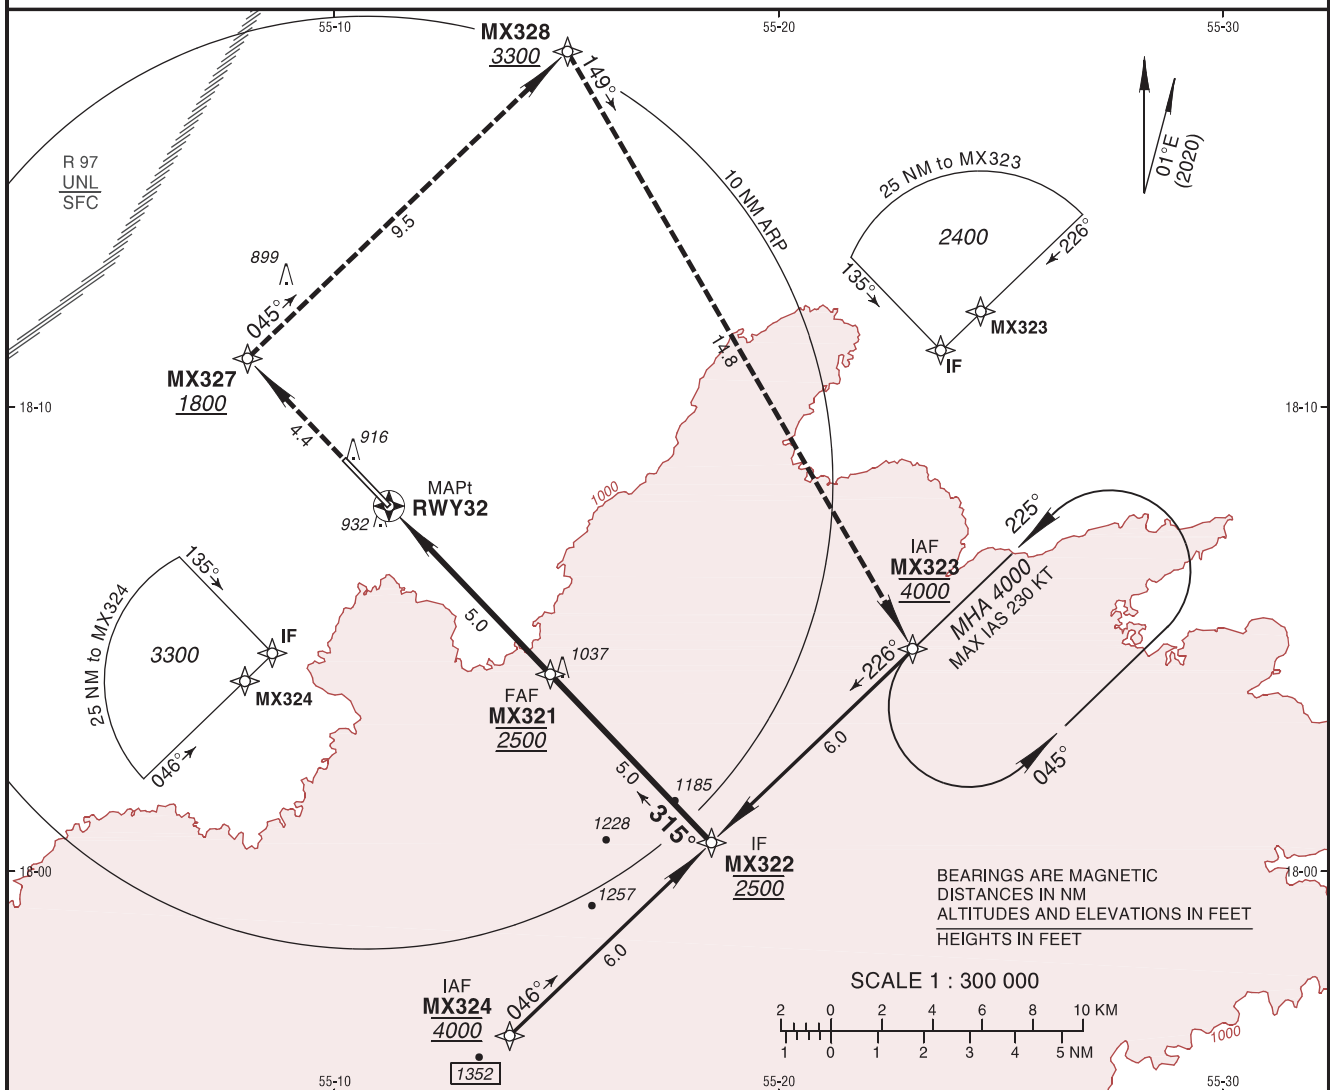 55-10
55-20
55-30
MX328
3300
149°
01°E
(2020)
R 97
UNL
SFC
10 NM ARP
25 NM to MX323
2400
226°
135°
MX323
IF
9.5
899
045°
14.8
MX327
1800
18-10
18-10
4.4
916
MAPt
RWY32
932
1000
225°
IAF
MX323
4000
MHA 4000
MAX IAS 230 KT
135°
25 NM to MX324
3300
IF
MX324
046°
5.0
1037
226°
FAF
MX321
2500
6.0
045°
5.0
1185
315°
1228
IF
MX322
2500
18-00
18-00
1257
BEARINGS ARE MAGNETIC
DISTANCES IN NM
ALTITUDES AND ELEVATIONS IN FEET
HEIGHTS IN FEET
6.0
046°
IAF
MX324
4000
SCALE 1 : 300 000
2 0 2 4 6 8 10 KM
1 0 1 2 3 4 5 NM
1000
1352
55-10
55-20
55-30